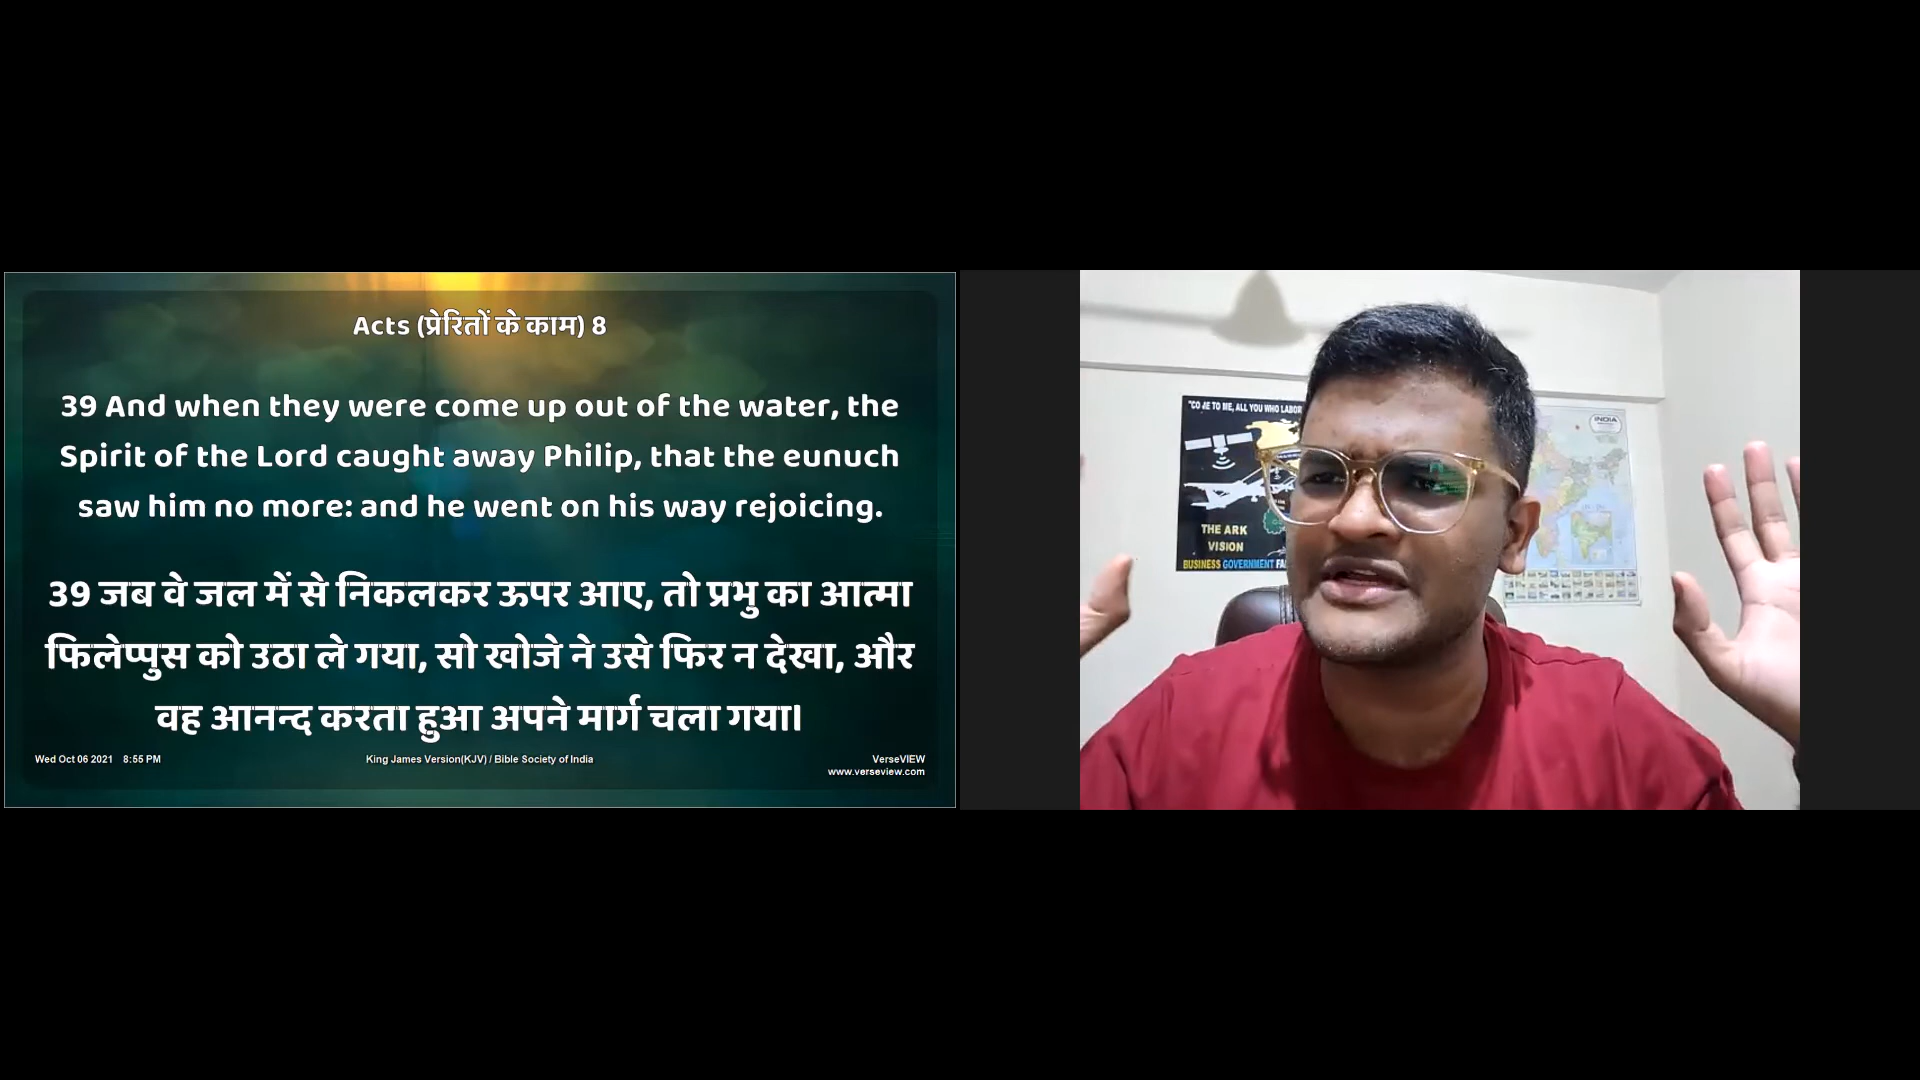 Acts (प्रेरितों के काम) 8
39 And when they were come up out of the water, the
Spirit of the Lord caught away Philip, that the eunuch
saw him no more: and he went on his way rejoicing.
39 जब वे जल में से निकलकर ऊपर आए, तो प्रभु का आत्मा
फिलेप्पुस को उठा ले गया, सो खोजे ने उसे फिर न देखा, और
वह आनन्द करता हुआ अपने मार्ग चला गया।
Wed Oct 06 2021 8:55 PM
King James Version(KJV) / Bible Society of India
VerseVIEW
www.verseview.com
"COME TO ME, ALL YOU WHO LABOR
THE ARK
VISION
BUSINESS GOVERNMENT FA
INDIA